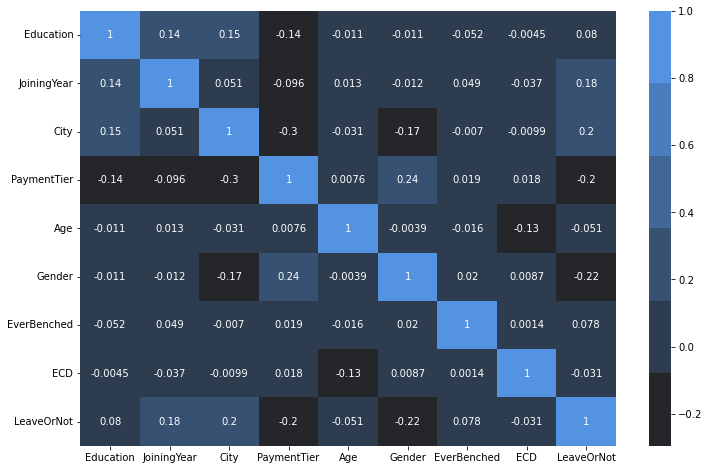 Education 1 0.14 0.15 -0.14 -0.011 -0.011 -0.052 -0.0045 0.08
JoiningYear 0.14 1 0.051 -0.096 0.013 -0.012 0.049 -0.037 0.18
City 0.15 0.051 1 -0.3 -0.031 -0.17 -0.007 -0.0099 0.2
PaymentTier -0.14 -0.096 -0.3 1 0.0076 0.24 0.019 0.018 -0.2
Age -0.011 0.013 -0.031 0.0076 1 -0.0039 -0.016 -0.13 -0.051
Gender -0.011 -0.012 -0.17 0.24 -0.0039 1 0.02 0.0087 -0.22
EverBenched -0.052 0.049 -0.007 0.019 -0.016 0.02 1 0.0014 0.078
ECD -0.0045 -0.037 -0.0099 0.018 -0.13 0.0087 0.0014 1 -0.031
LeaveOrNot 0.08 0.18 0.2 -0.2 -0.051 -0.22 0.078 -0.031 1
Education JoiningYear City PaymentTier Age Gender EverBenched ECD LeaveOrNot
1.0
0.8
0.6
0.4
0.2
0.0
−0.2